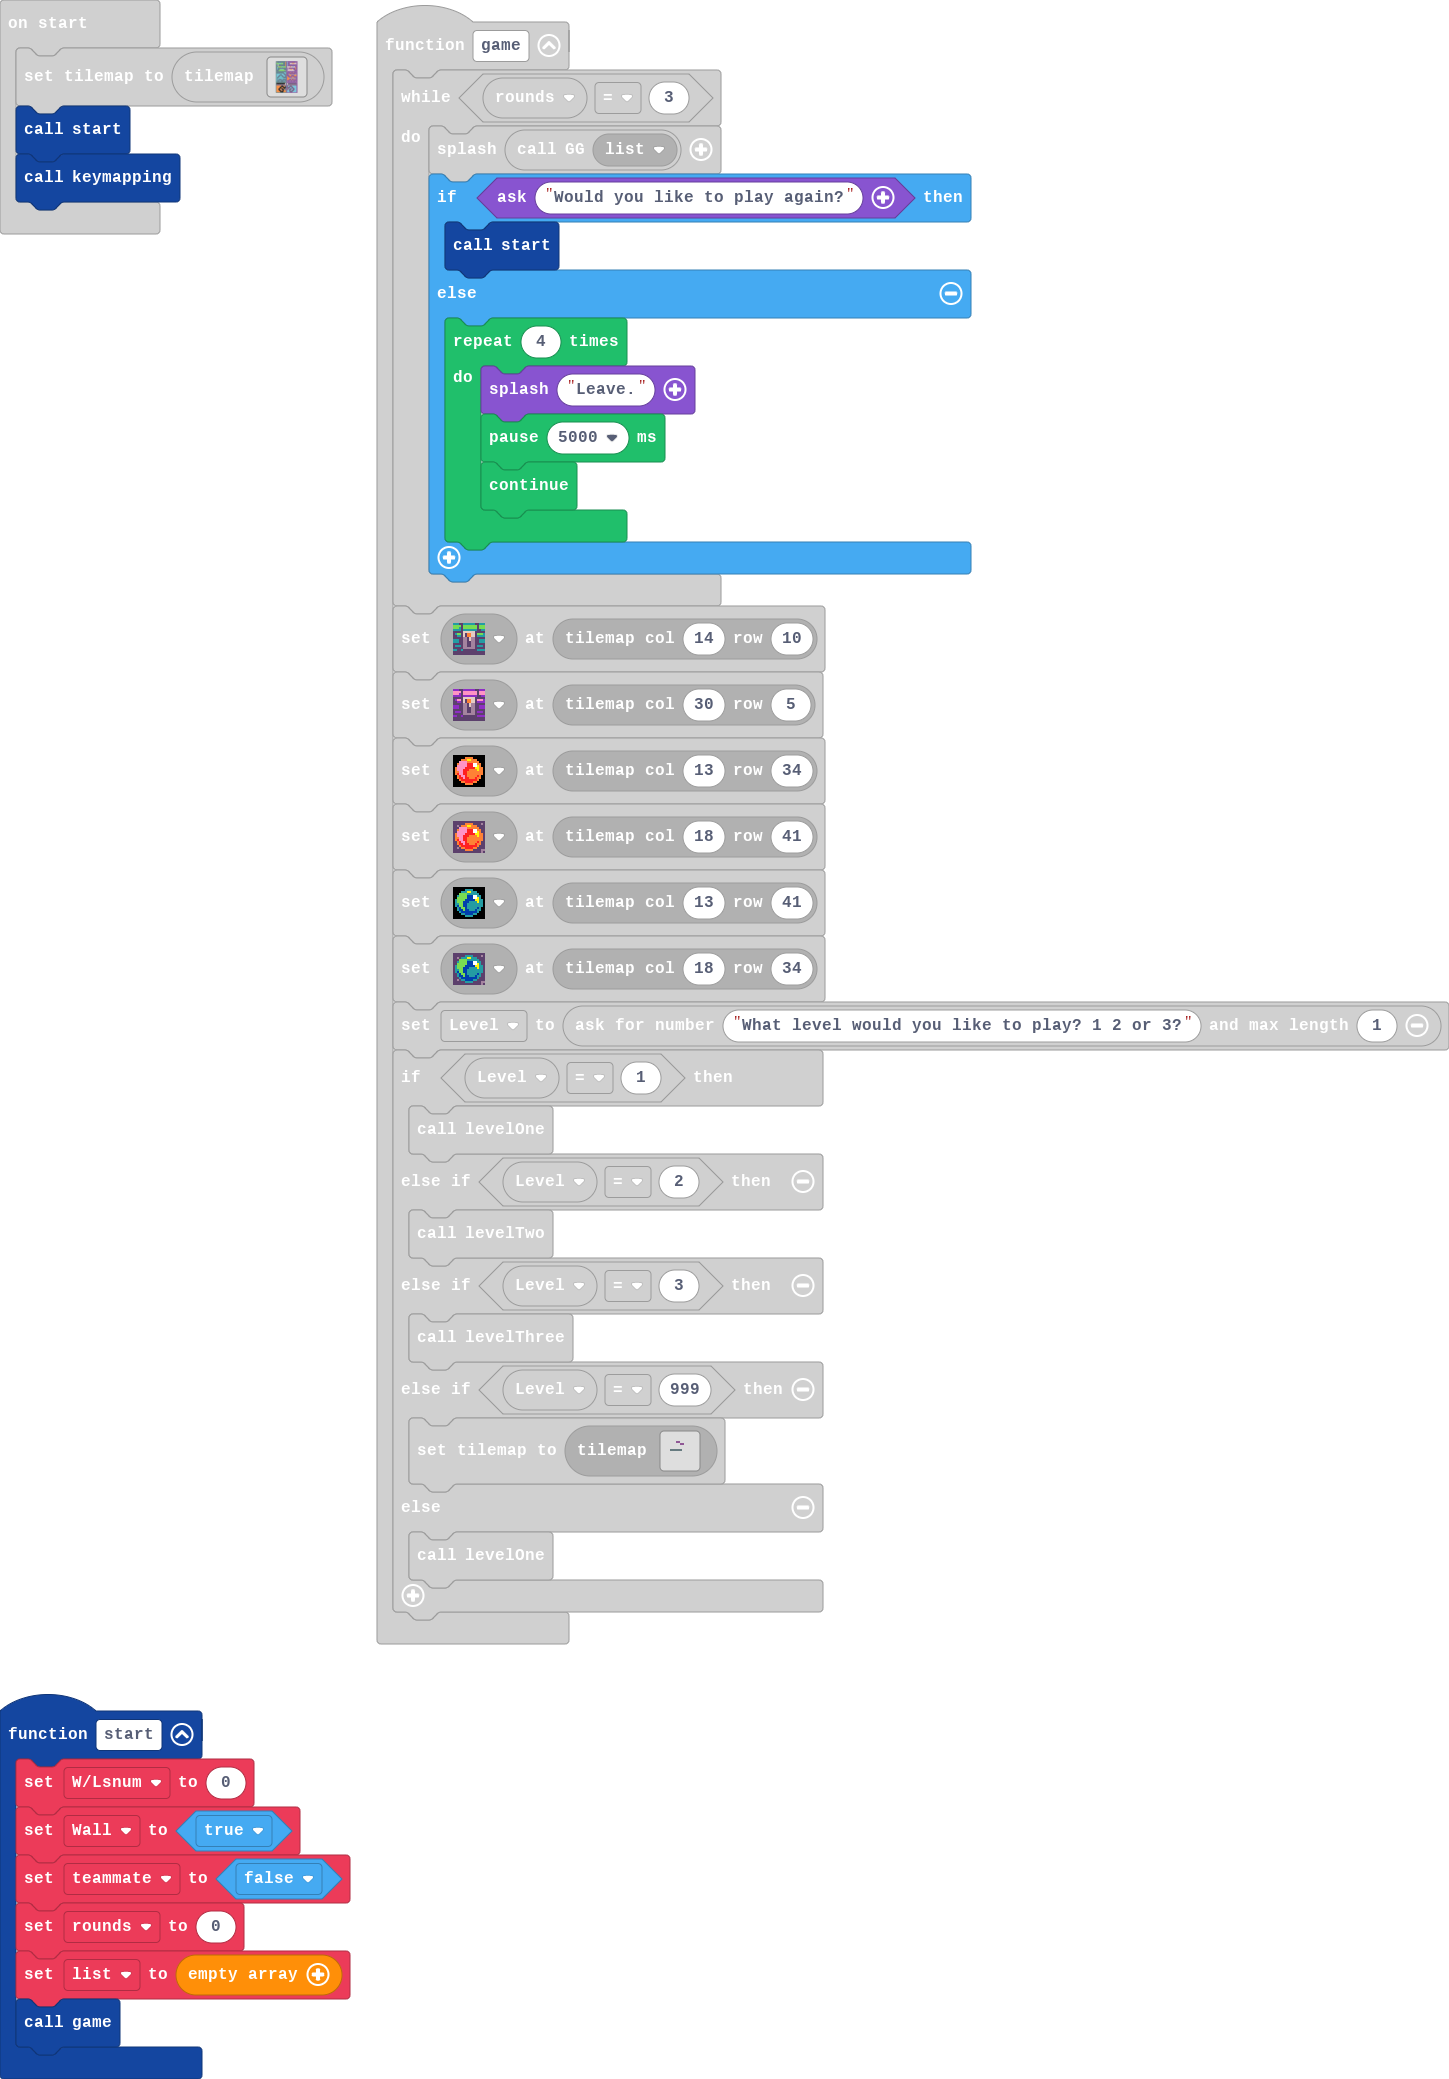 on start
set tilemap to tilemap
call start
call keymapping
function game
while rounds = 3
do
splash call GG list
if ask "Would you like to play again?" then
call start
else
repeat 4 times
do
splash "Leave."
pause 5000 ms
continue
set at tilemap col 14 row 10
set at tilemap col 30 row 5
set at tilemap col 13 row 34
set at tilemap col 18 row 41
set at tilemap col 13 row 41
set at tilemap col 18 row 34
set Level to ask for number "What level would you like to play? 1 2 or 3?" and max length 1
if Level = 1 then
call levelOne
else if Level = 2 then
call levelTwo
else if Level = 3 then
call levelThree
else if Level = 999 then
set tilemap to tilemap
else
call levelOne
function start
set W/Lsnum to 0
set Wall to true
set teammate to false
set rounds to 0
set list to empty array
call game